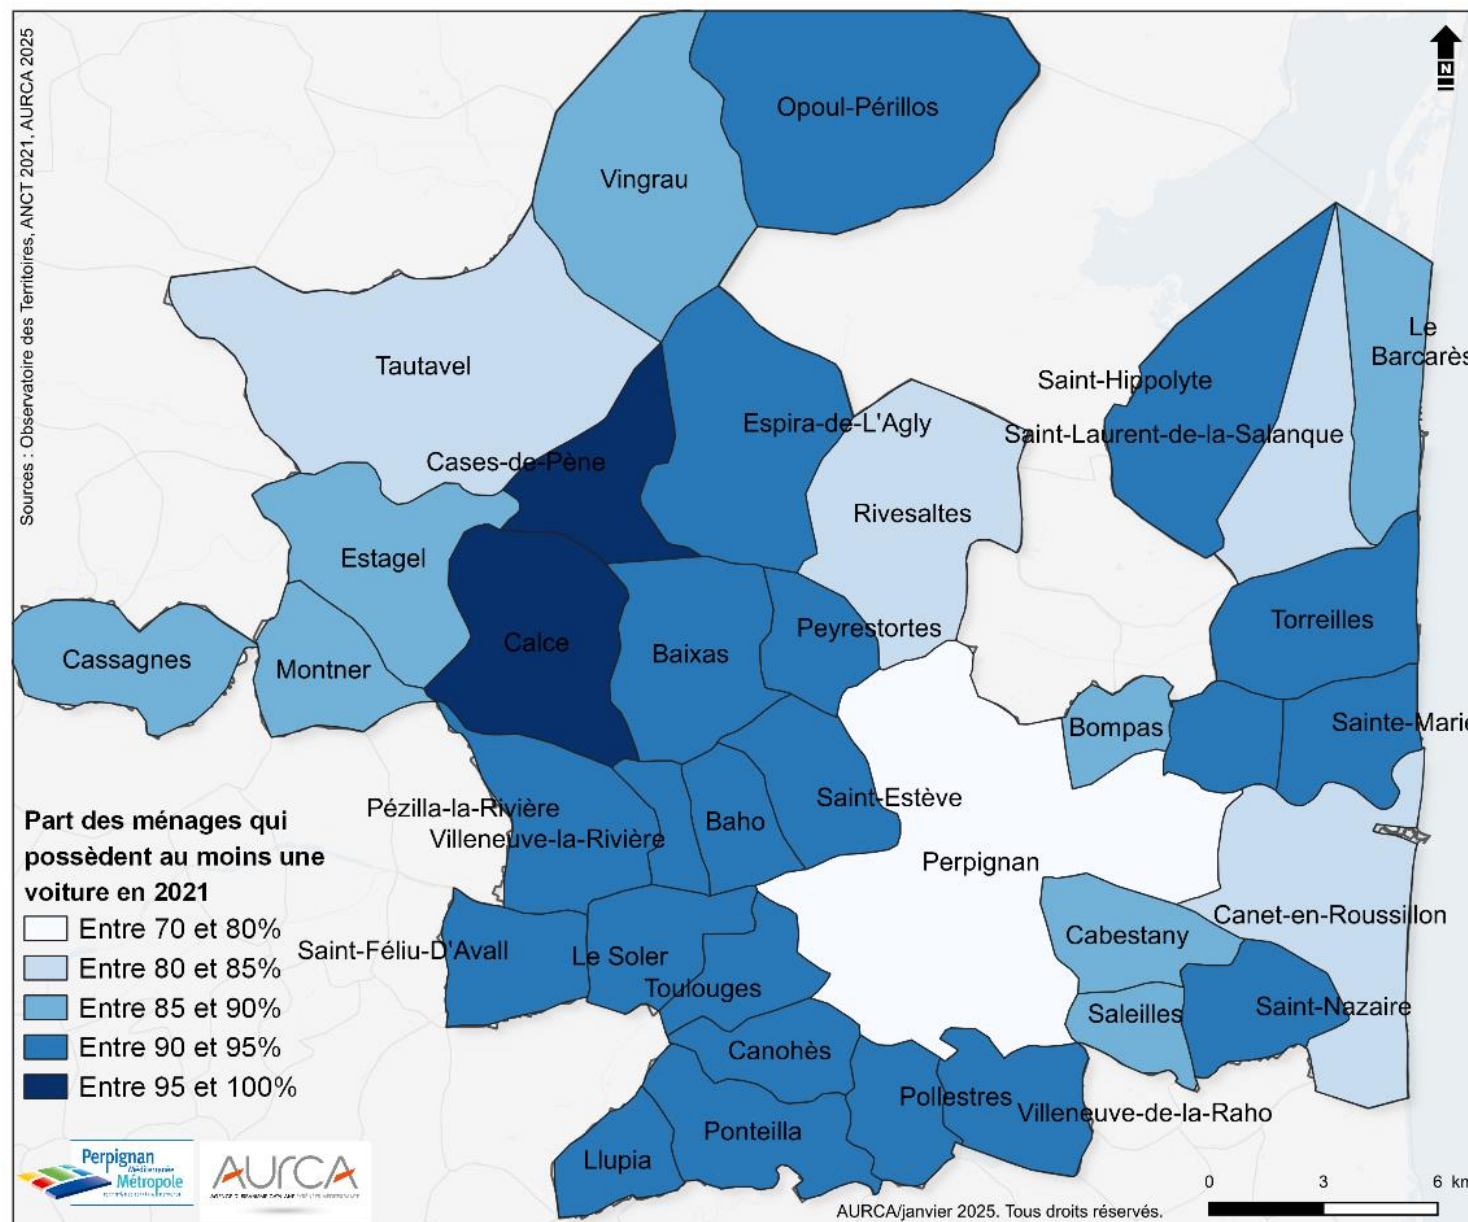 Sources : Observatoire des Territoires, ANCT 2021, AURCA 2025
N
Opoul-Périllos
Vingrau
Tautavel
Le
Barcarès
Saint-Hippolyte
Espira-de-L'Agly
Saint-Laurent-de-la-Salanque
Cases-de-Pène
Rivesaltes
Estagel
Torreilles
Peyrestortes
Calce
Baixas
Cassagnes
Montner
Bompas
Sainte-Marie
Pézilla-la-Rivière
Saint-Estève
Baho
Villeneuve-la-Rivière
Perpignan
Canet-en-Roussillon
Cabestany
Saint-Féliu-D'Avall
Le Soler
Toulouges
Saint-Nazaire
Saleilles
Canohès
Pollestres
Villeneuve-de-la-Raho
Ponteilla
Llupia
Part des ménages qui
possèdent au moins une
voiture en 2021
Entre 70 et 80%
Entre 80 et 85%
Entre 85 et 90%
Entre 90 et 95%
Entre 95 et 100%
Perpignan
Méditerranée
Métropole
AURCA
0 3 6 km
AURCA/janvier 2025. Tous droits réservés.